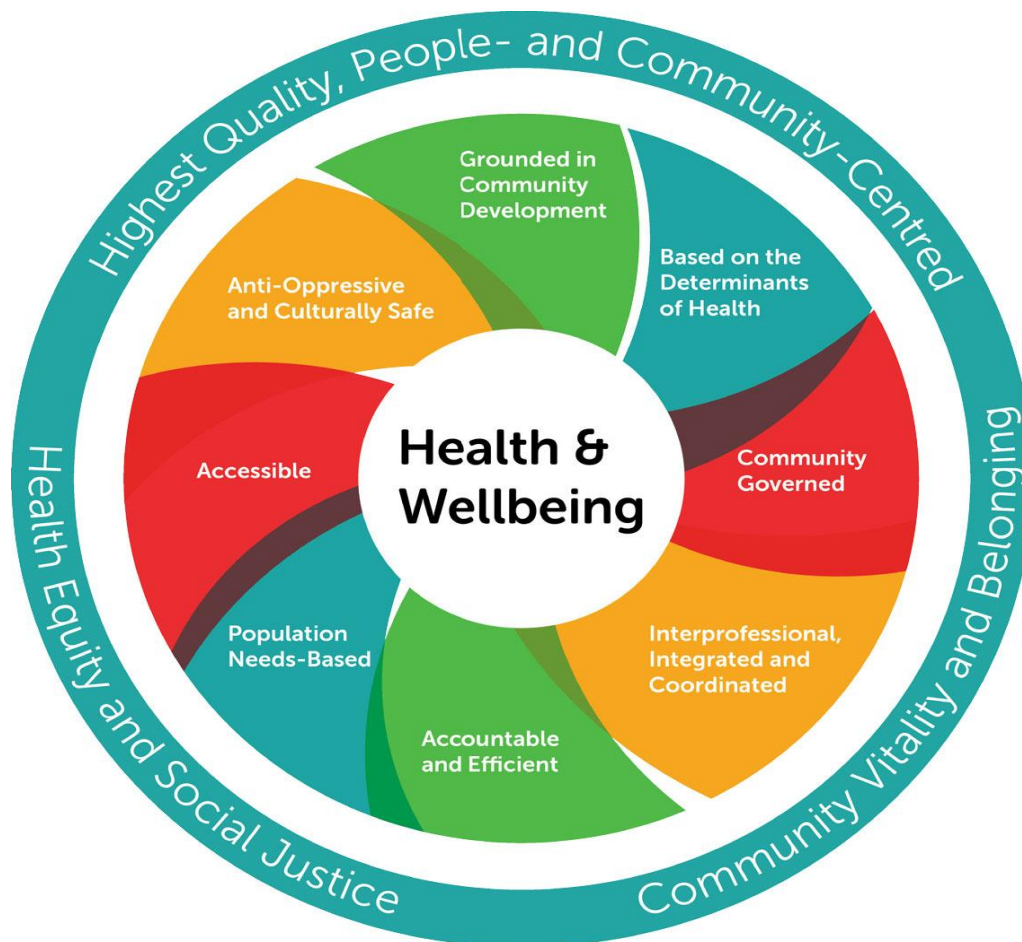 Highest Quality, People- and Community-Centred
Grounded in
Community
Development
Based on the
Determinants
of Health
Anti-Oppressive
and Culturally Safe
Health &
Wellbeing
Accessible
Community
Governed
Population
Needs-Based
Interprofessional,
Integrated and
Coordinated
Accountable
and Efficient
Health Equity and Social Justice
Community Vitality and Belonging